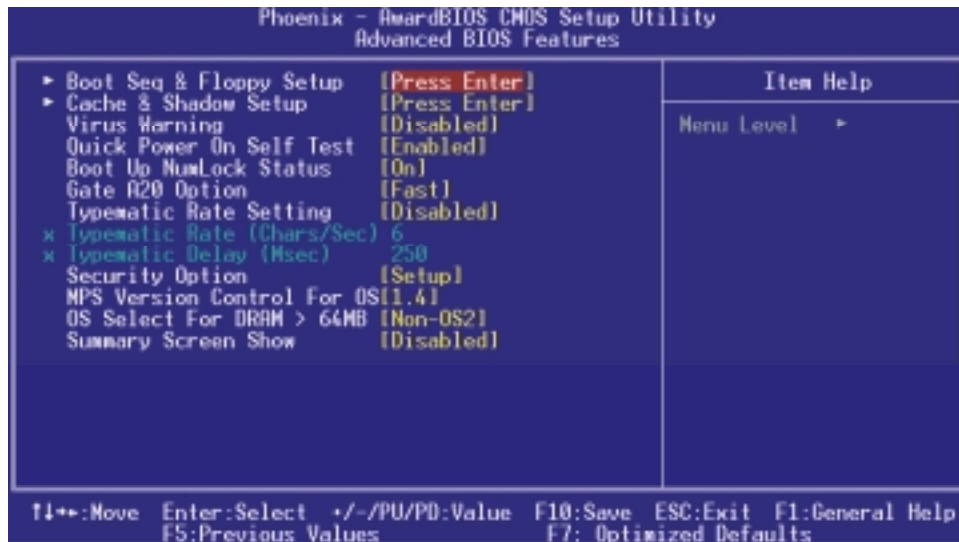 Phoenix - AwardBIOS CMOS Setup Utility
Advanced BIOS Features
► Boot Seq & Floppy Setup [Press Enter]
► Cache & Shadow Setup [Press Enter]
Virus Warning [Disabled]
Quick Power On Self Test [Enabled]
Boot Up NumLock Status [On]
Gate A20 Option [Fast]
Typematic Rate Setting [Disabled]
x Typematic Rate (Chars/Sec) 6
x Typematic Delay (Msec) 250
Security Option [Setup]
MPS Version Control For OS[1.4]
OS Select For DRAM > 64MB [Non-OS2]
Summary Screen Show [Disabled]
Item Help
Menu Level ►
↑↓→←:Move Enter:Select +/-/PU/PD:Value F10:Save ESC:Exit F1:General Help
F5:Previous Values F7: Optimized Defaults